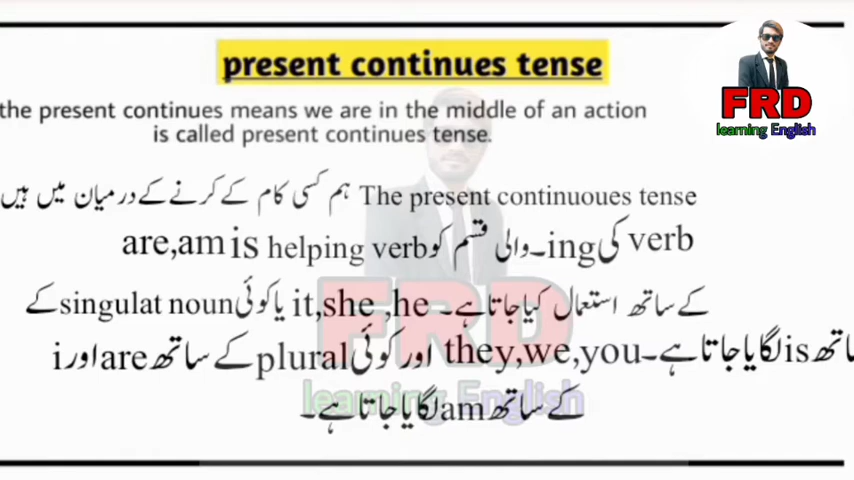 present continues tense
FRD
learning English
the present continues means we are in the middle of an action
is called present continues tense.
The present continuoues tense ہم کسی کام کے کرنے کے درمیان میں ہیں
verb کی ing۔والی قسم کو are,am is helping verb
کے ساتھ استعمال کیا جاتا ہے۔ it,she ,he یا کوئی singulat noun کے
ساتھ is لگایا جاتا ہے۔ they,we,you اور کوئی plural کے ساتھ are اور i
کے ساتھ am لگایا جاتا ہے۔
FRD
learning English